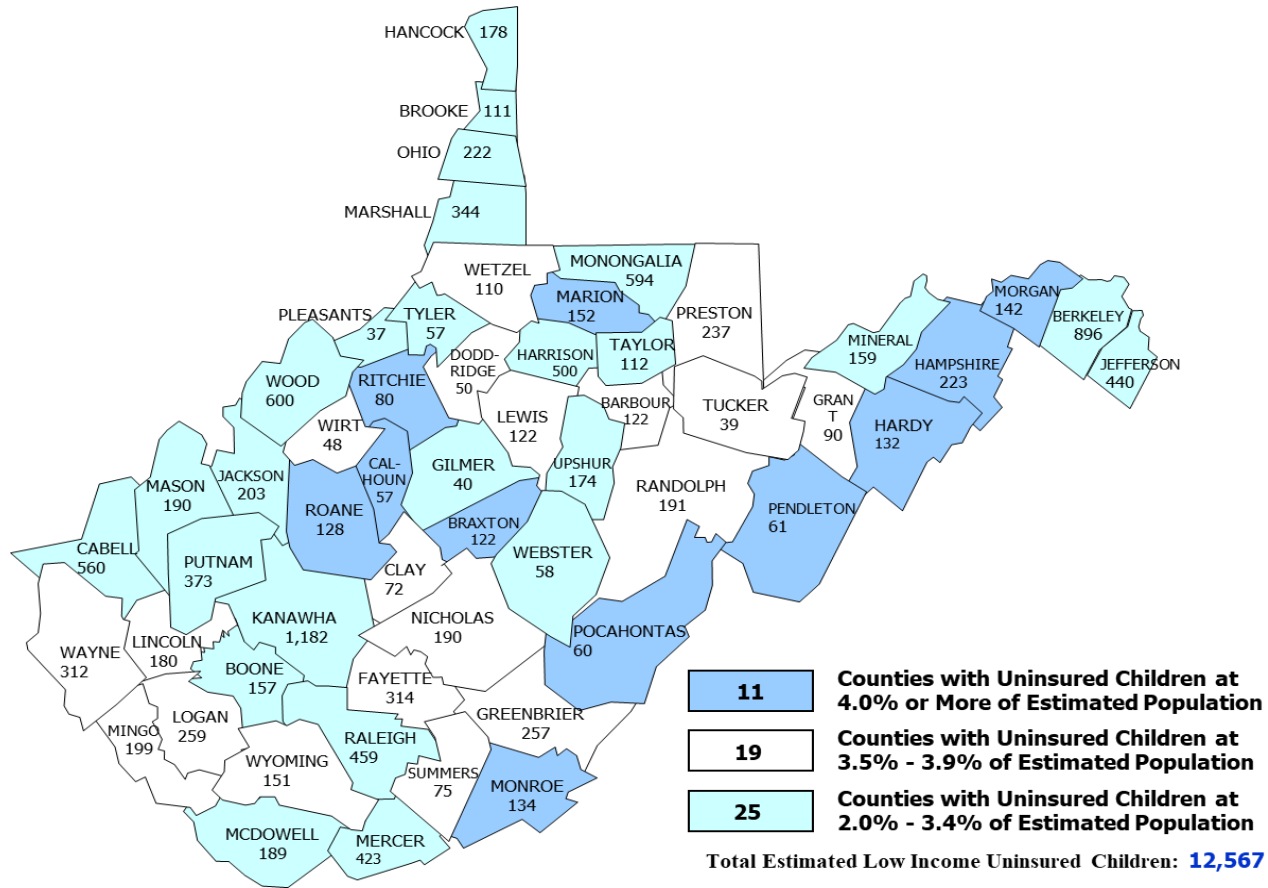 HANCOCK 178
BROOKE 111
OHIO 222
MARSHALL 344
WETZEL
110
MONONGALIA
594
MARION
152
PRESTON
237
PLEASANTS
37
TYLER
57
DODD-
RIDGE
50
HARRISON
500
TAYLOR
112
MORGAN
142
BERKELEY
896
JEFFERSON
440
MINERAL
159
HAMPSHIRE
223
WOOD
600
RITCHIE
80
WIRT
48
LEWIS
122
BARBOUR
122
TUCKER
39
GRAN
T
90
HARDY
132
MASON
190
JACKSON
203
ROANE
128
CAL-
HOUN
57
GILMER
40
UPSHUR
174
RANDOLPH
191
PENDLETON
61
BRAXTON
122
CABELL
560
PUTNAM
373
CLAY
72
WEBSTER
58
KANAWHA
1,182
NICHOLAS
190
POCAHONTAS
60
WAYNE
312
LINCOLN
180
BOONE
157
FAYETTE
314
GREENBRIER
257
MINGO
199
LOGAN
259
WYOMING
151
RALEIGH
459
SUMMERS
75
MONROE
134
MCDOWELL
189
MERCER
423
11 Counties with Uninsured Children at
4.0% or More of Estimated Population
19 Counties with Uninsured Children at
3.5% - 3.9% of Estimated Population
25 Counties with Uninsured Children at
2.0% - 3.4% of Estimated Population
Total Estimated Low Income Uninsured Children: 12,567